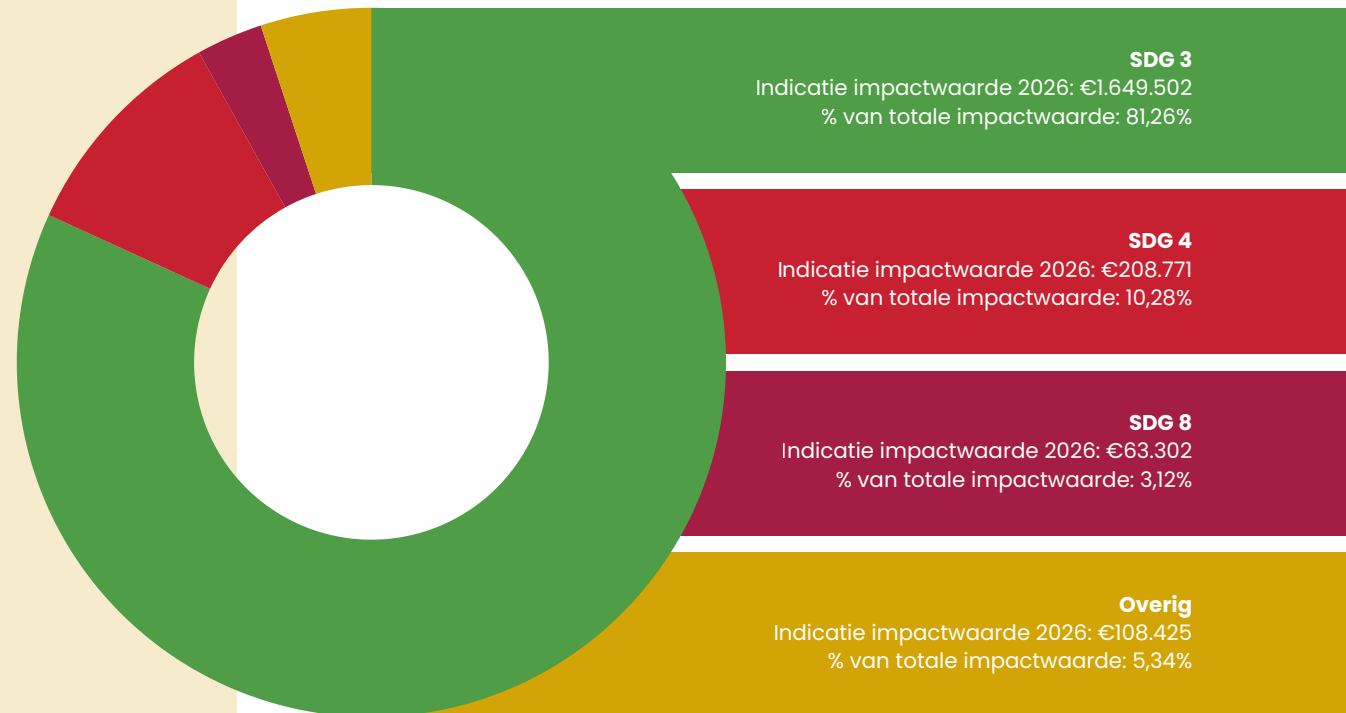 SDG 3
Indicatie impactwaarde 2026: €1.649.502
% van totale impactwaarde: 81,26%
SDG 4
Indicatie impactwaarde 2026: €208.771
% van totale impactwaarde: 10,28%
SDG 8
Indicatie impactwaarde 2026: €63.302
% van totale impactwaarde: 3,12%
Overig
Indicatie impactwaarde 2026: €108.425
% van totale impactwaarde: 5,34%